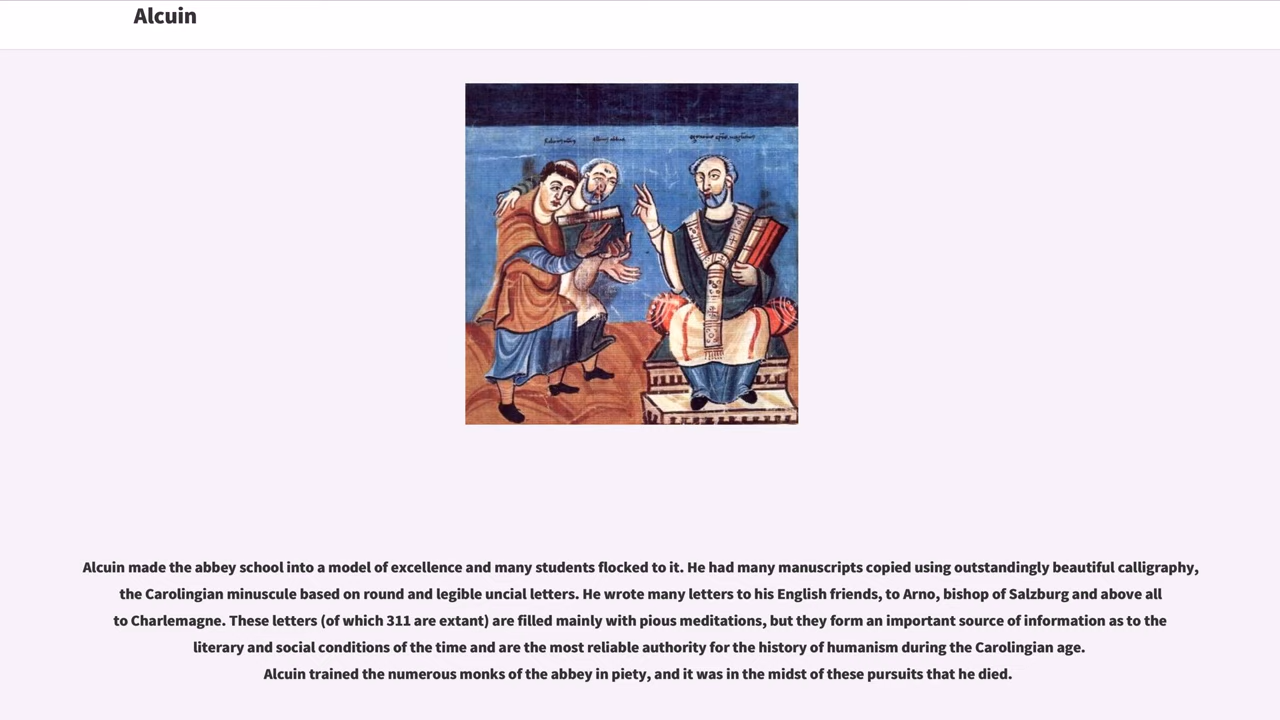 Alcuin
Alcuin made the abbey school into a model of excellence and many students flocked to it. He had many manuscripts copied using outstandingly beautiful calligraphy,
the Carolingian minuscule based on round and legible uncial letters. He wrote many letters to his English friends, to Arno, bishop of Salzburg and above all
to Charlemagne. These letters (of which 311 are extant) are filled mainly with pious meditations, but they form an important source of information as to the
literary and social conditions of the time and are the most reliable authority for the history of humanism during the Carolingian age.
Alcuin trained the numerous monks of the abbey in piety, and it was in the midst of these pursuits that he died.